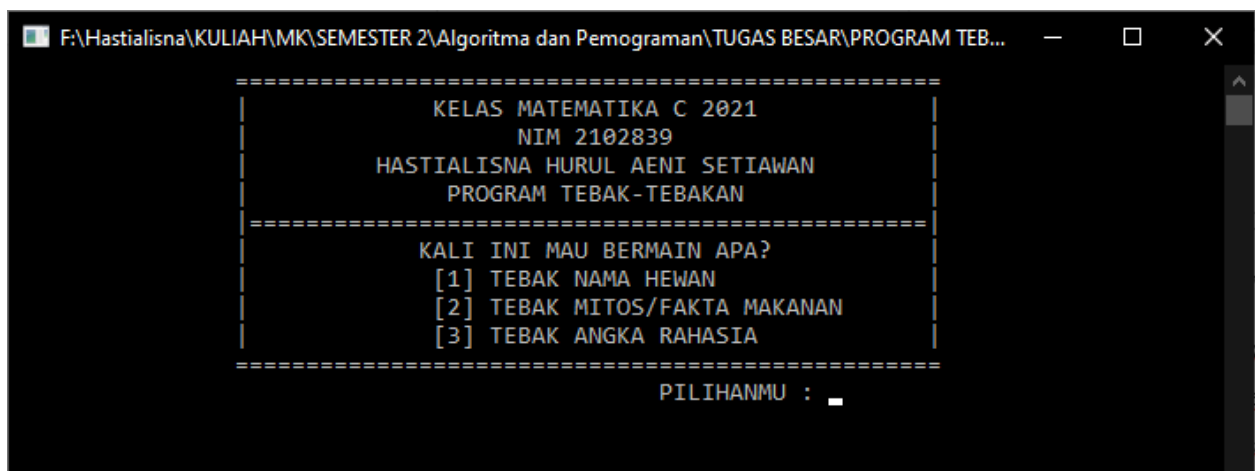 F:\Hastialisna\KULIAH\MK\SEMESTER 2\Algoritma dan Pemograman\TUGAS BESAR\PROGRAM TEB...
==================================================
| KELAS MATEMATIKA C 2021 |
| NIM 2102839 |
| HASTIALISNA HURUL AENI SETIAWAN |
| PROGRAM TEBAK-TEBAKAN |
|================================================|
| KALI INI MAU BERMAIN APA? |
| [1] TEBAK NAMA HEWAN |
| [2] TEBAK MITOS/FAKTA MAKANAN |
| [3] TEBAK ANGKA RAHASIA |
==================================================
PILIHANMU : _